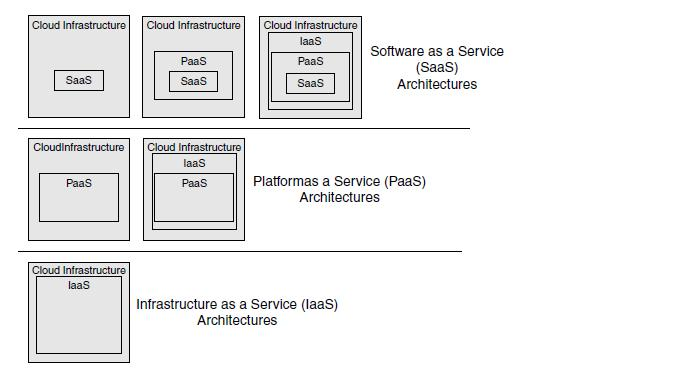 Cloud Infrastructure
SaaS
Cloud Infrastructure
PaaS
SaaS
Cloud Infrastructure
IaaS
PaaS
SaaS
Software as a Service
(SaaS)
Architectures
CloudInfrastructure
PaaS
Cloud Infrastructure
IaaS
PaaS
Platformas a Service (PaaS)
Architectures
Cloud Infrastructure
IaaS
Infrastructure as a Service (IaaS)
Architectures